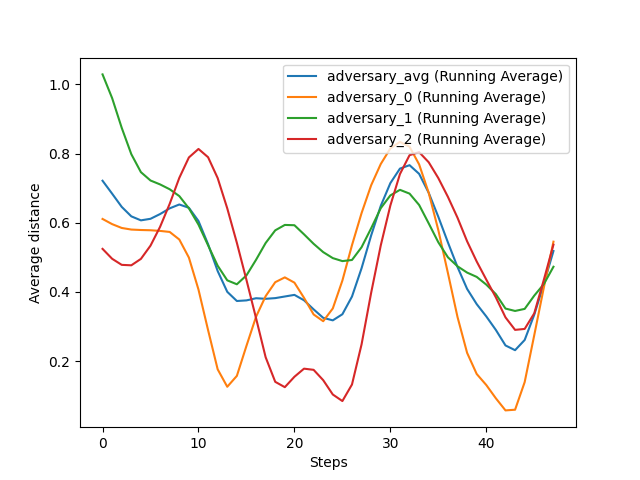 adversary_avg (Running Average)
adversary_0 (Running Average)
adversary_1 (Running Average)
adversary_2 (Running Average)
1.0
0.8
0.6
0.4
0.2
Average distance
0
10
20
30
40
Steps